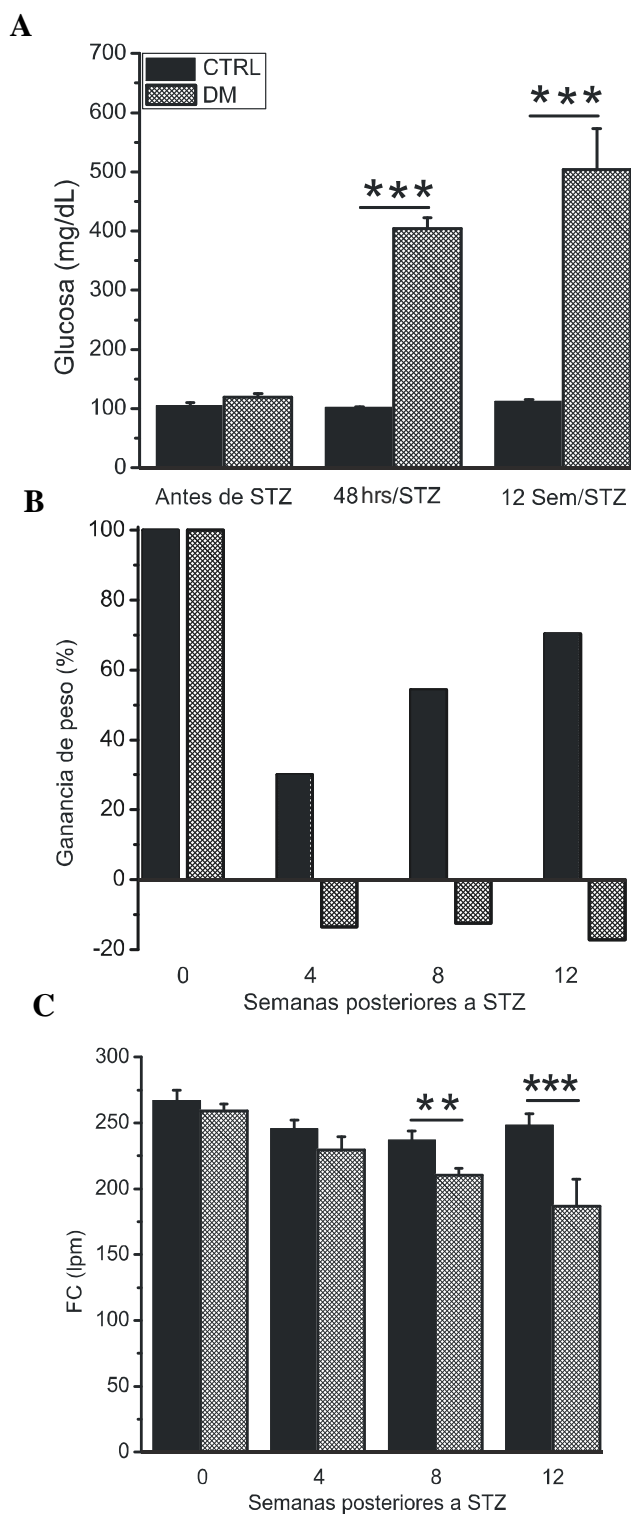 A
700
600
500
400
300
200
100
0
Glucosa (mg/dL)
CTRL
DM
***
***
Antes de STZ 48hrs/STZ 12 Sem/STZ
B
100
80
60
40
20
0
-20
Ganancia de peso (%)
0 4 8 12
Semanas posteriores a STZ
C
300
250
200
150
100
50
0
FC (lpm)
**
***
0 4 8 12
Semanas posteriores a STZ